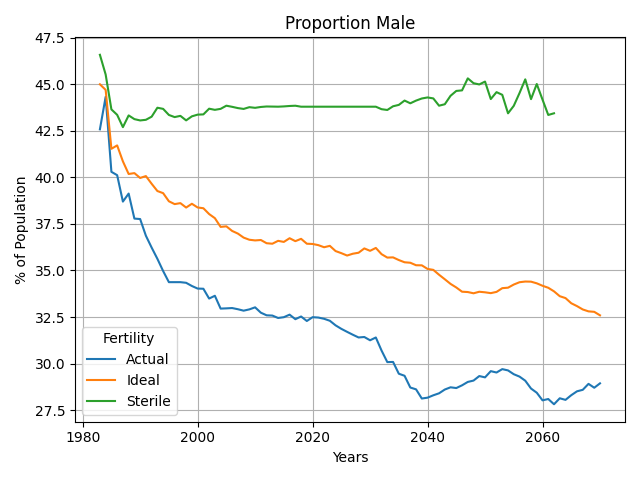 Proportion Male
% of Population
47.5
45.0
42.5
40.0
37.5
35.0
32.5
30.0
27.5
Fertility
Actual
Ideal
Sterile
1980
2000
2020
2040
2060
Years